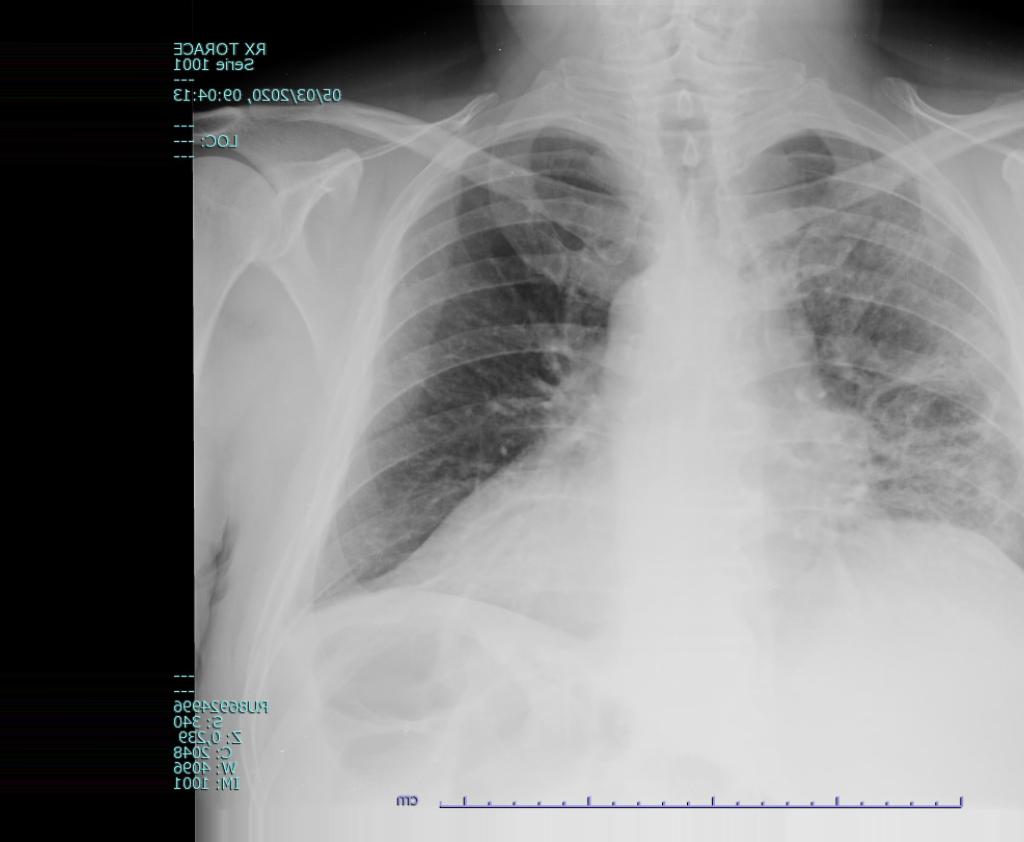 RX TORACE
Serie 1001
---
05/03/2020, 09:04:13
---
LOC: ---
---
---
---
RU86924996
S: 340
Z: 0,239
C: 2048
W: 4096
IM: 1001
cm